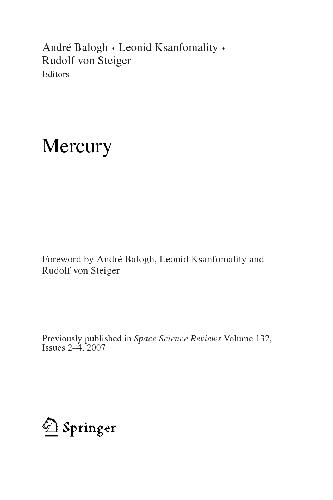 André Balogh • Leonid Ksanfomality •
Rudolf von Steiger
Editors
Mercury
Foreword by André Balogh, Leonid Ksanfomality and
Rudolf von Steiger
Previously published in Space Science Reviews Volume 132,
Issues 2–4, 2007
Springer